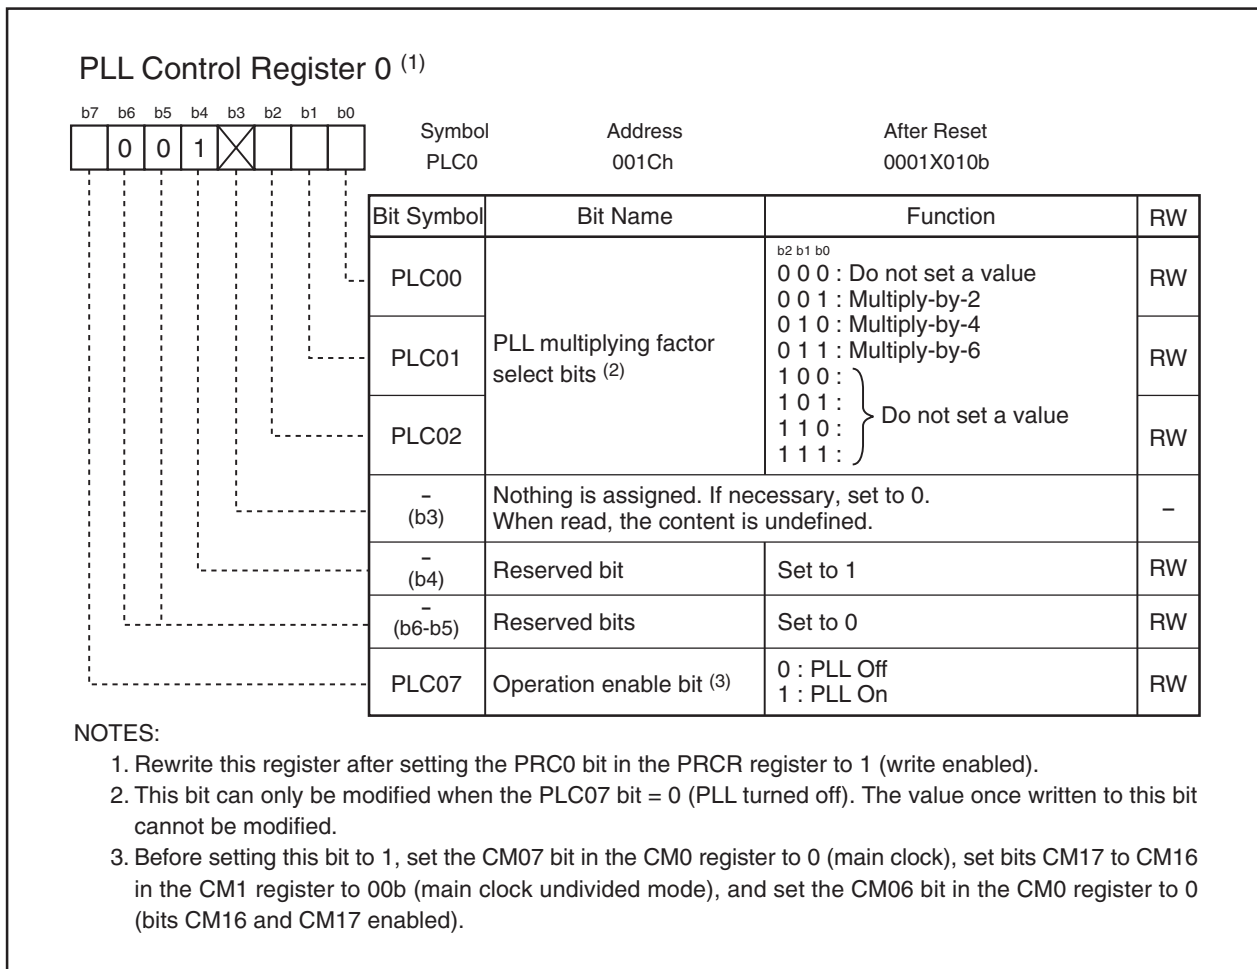 PLL Control Register 0 (1)
b7 b6 b5 b4 b3 b2 b1 b0
0 0 1
Symbol Address After Reset
PLC0 001Ch 0001X010b
Bit Symbol Bit Name Function RW
PLC00 RW
PLC01 PLL multiplying factor select bits (2) RW
PLC02 RW
b2 b1 b0
0 0 0 : Do not set a value
0 0 1 : Multiply-by-2
0 1 0 : Multiply-by-4
0 1 1 : Multiply-by-6
1 0 0 :
1 0 1 :
1 1 0 :
1 1 1 :
Do not set a value
– (b3) Nothing is assigned. If necessary, set to 0. –
When read, the content is undefined.
– (b4) Reserved bit Set to 1 RW
– (b6-b5) Reserved bits Set to 0 RW
PLC07 Operation enable bit (3) 0 : PLL Off RW
1 : PLL On
NOTES:
1. Rewrite this register after setting the PRC0 bit in the PRCR register to 1 (write enabled).
2. This bit can only be modified when the PLC07 bit = 0 (PLL turned off). The value once written to this bit
cannot be modified.
3. Before setting this bit to 1, set the CM07 bit in the CM0 register to 0 (main clock), set bits CM17 to CM16
in the CM1 register to 00b (main clock undivided mode), and set the CM06 bit in the CM0 register to 0
(bits CM16 and CM17 enabled).